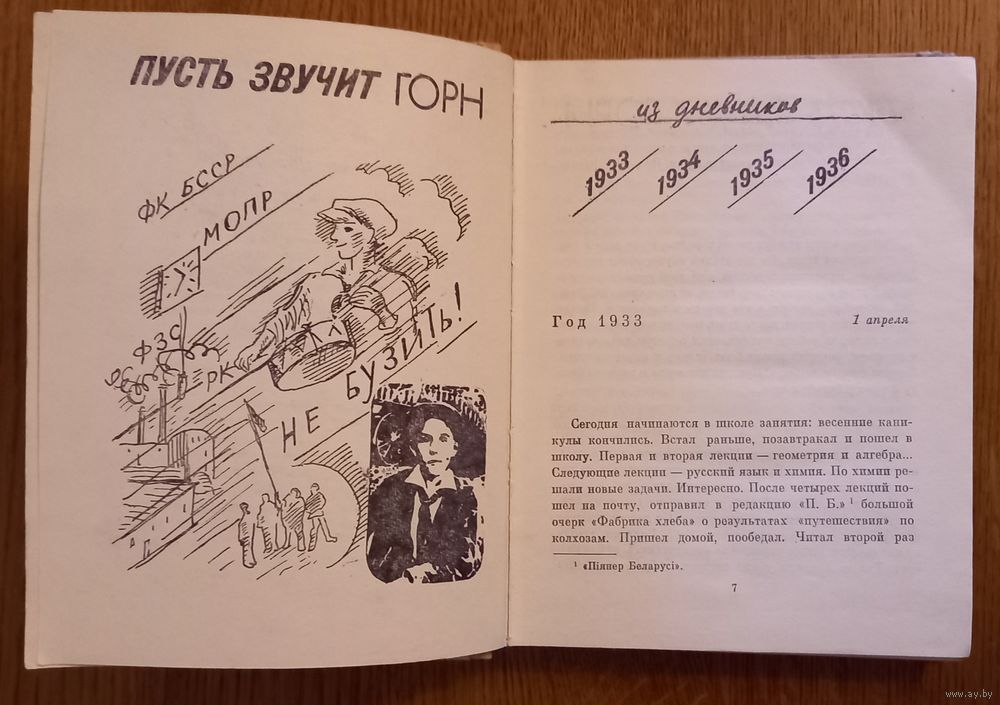 ПУСТЬ ЗВУЧИТ ГОРН
ФК БССР
МОПР
ФЗС
РК
НЕ БУЗИТЬ!
из дневников
1933 1934 1935 1936
Год 1933 1 апреля
Сегодня начинаются в школе занятия: весенние кани-
кулы кончились. Встал раньше, позавтракал и пошел в
школу. Первая и вторая лекции — геометрия и алгебра...
Следующие лекции — русский язык и химия. По химии ре-
шали новые задачи. Интересно. После четырех лекций по-
шел на почту, отправил в редакцию «П. Б.» ¹ большой
очерк «Фабрика хлеба» о результатах «путешествия» по
колхозам. Пришел домой, пообедал. Читал второй раз
¹ «Піянер Беларусі».
7
www.ay.by